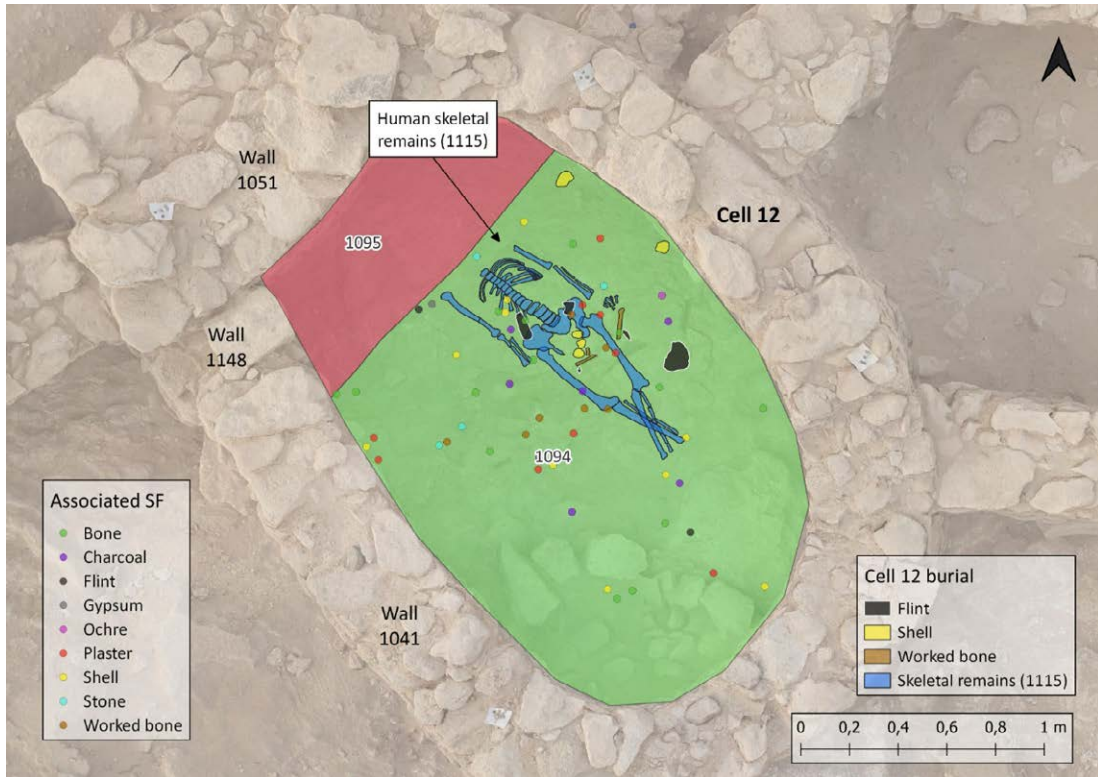 Human skeletal
remains (1115)
Wall
1051
Cell 12
1095
Wall
1148
1094
Wall
1041
Associated SF
Bone
Charcoal
Flint
Gypsum
Ochre
Plaster
Shell
Stone
Worked bone
Cell 12 burial
Flint
Shell
Worked bone
Skeletal remains (1115)
0 0,2 0,4 0,6 0,8 1 m